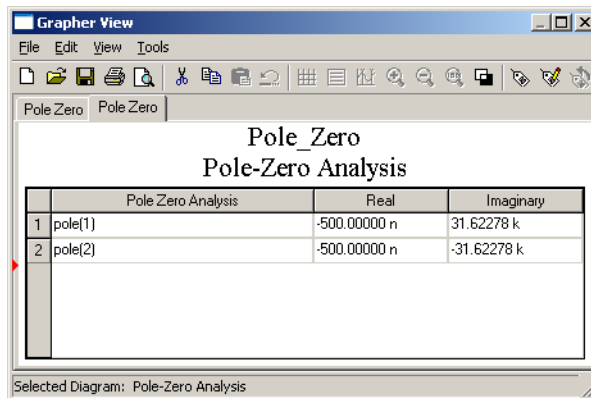 Grapher View
File Edit View Tools
Pole Zero Pole Zero
Pole_Zero
Pole-Zero Analysis
Pole Zero Analysis Real Imaginary
1 pole(1) -500.00000 n 31.62278 k
2 pole(2) -500.00000 n -31.62278 k
Selected Diagram: Pole-Zero Analysis